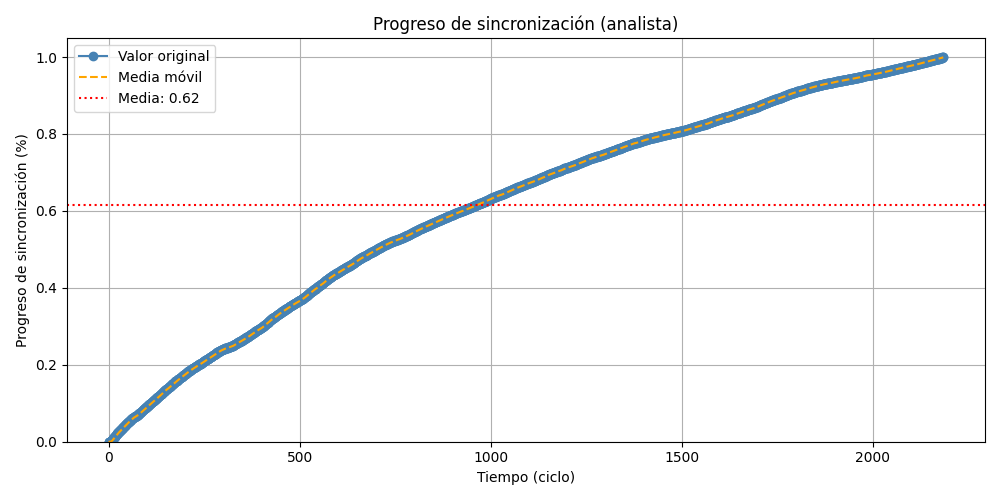 Progreso de sincronización (analista)
Valor original
Media móvil
Media: 0.62
Progreso de sincronización (%)
1.0
0.8
0.6
0.4
0.2
0.0
0
500
1000
1500
2000
Tiempo (ciclo)